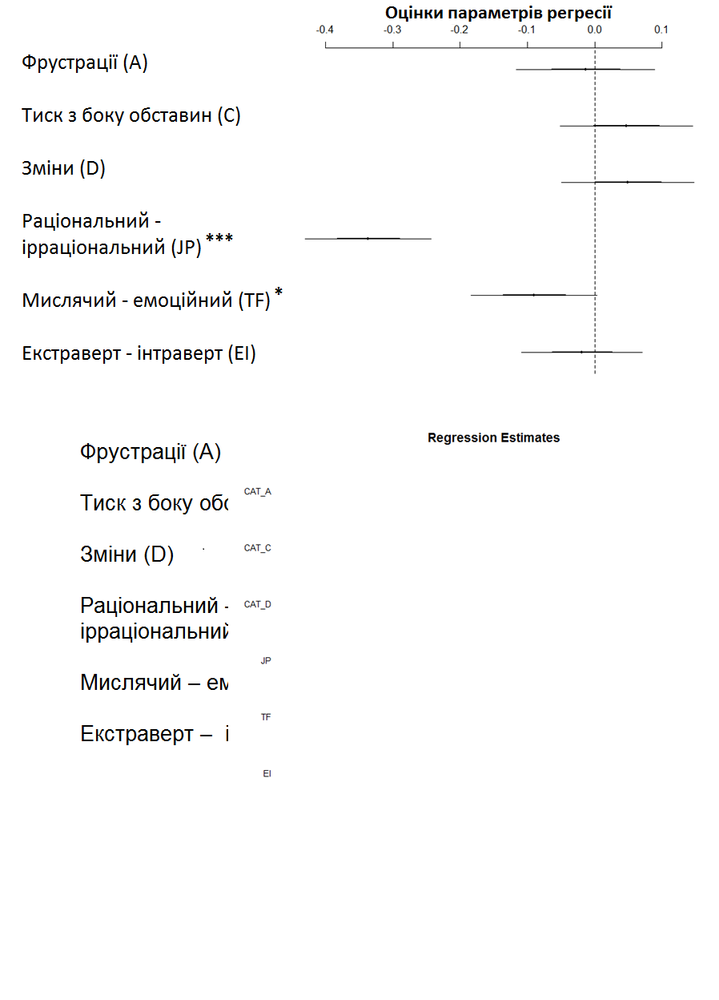 Оцінки параметрів регресії
-0.4 -0.3 -0.2 -0.1 0.0 0.1
Фрустрації (А)
Тиск з боку обставин (С)
Зміни (D)
Раціональний -
ірраціональний (JP) ***
Мислячий - емоційний (TF) *
Екстраверт - інтраверт (EI)
Regression Estimates
Фрустрації (А)
CAT_A
Тиск з боку
CAT_C
Зміни (D)
CAT_D
Раціональний -
ірраціональний
JP
Мислячий –
TF
Екстраверт –
EI